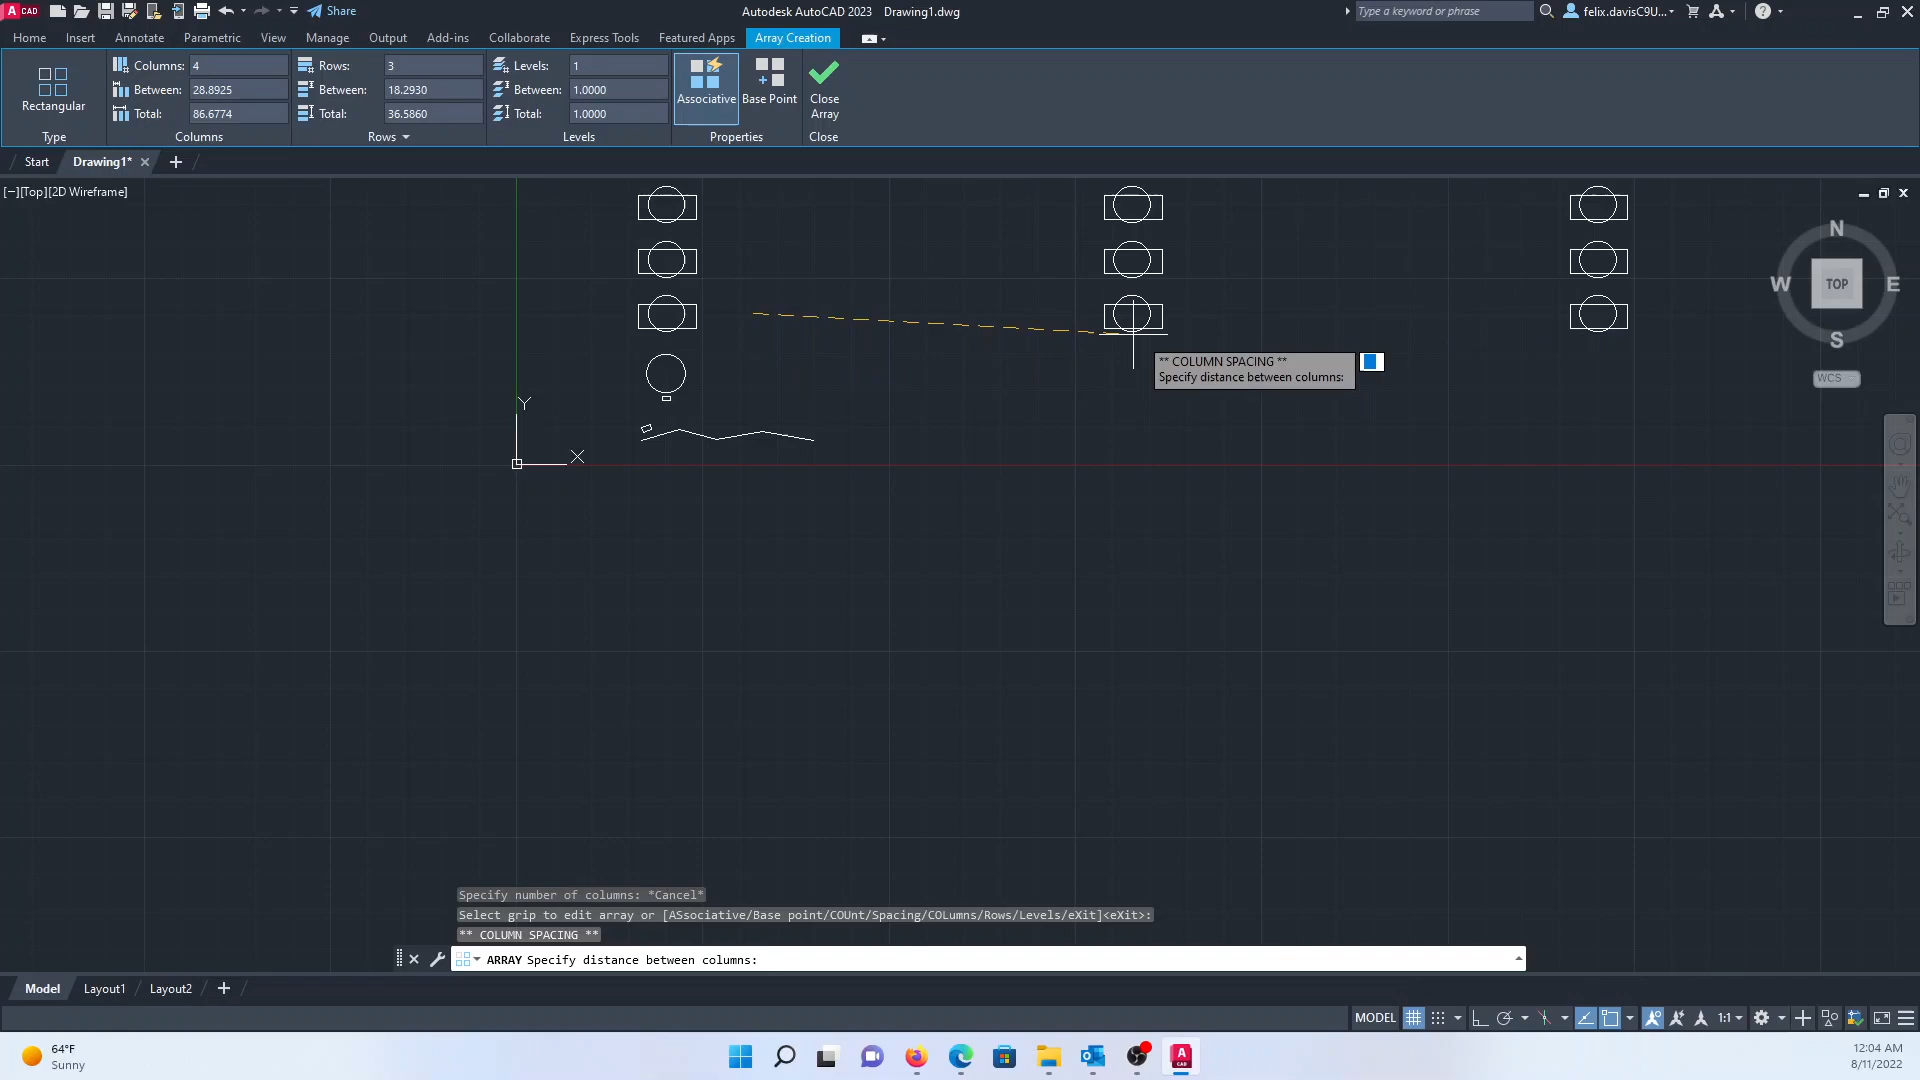 A CAD
Share
Autodesk AutoCAD 2023 Drawing1.dwg
Type a keyword or phrase
felix.davisC9U...
Home Insert Annotate Parametric View Manage Output Add-ins Collaborate Express Tools Featured Apps Array Creation
Columns: 4 Rows: 3 Levels: 1
Between: 28.8925 Between: 18.2930 Between: 1.0000
Total: 86.6774 Total: 36.5860 Total: 1.0000
Rectangular
Associative Base Point Close Array
Type Columns Rows Levels Properties Close
Start Drawing1*
[−][Top][2D Wireframe]
N
W TOP E
S
WCS
** COLUMN SPACING **
Specify distance between columns:
Y
X
Specify number of columns: *Cancel*
Select grip to edit array or [ASsociative/Base point/COUnt/Spacing/COLumns/Rows/Levels/eXit]<eXit>:
** COLUMN SPACING **
ARRAY Specify distance between columns:
Model Layout1 Layout2
MODEL 1:1
64°F
Sunny
A CAD
12:04 AM
8/11/2022